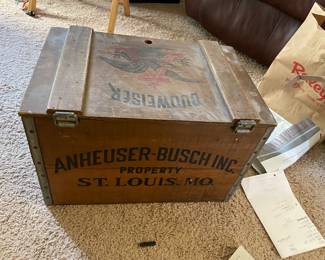 BUDWEISER
ANHEUSER-BUSCH INC.
PROPERTY
ST. LOUIS. MO.